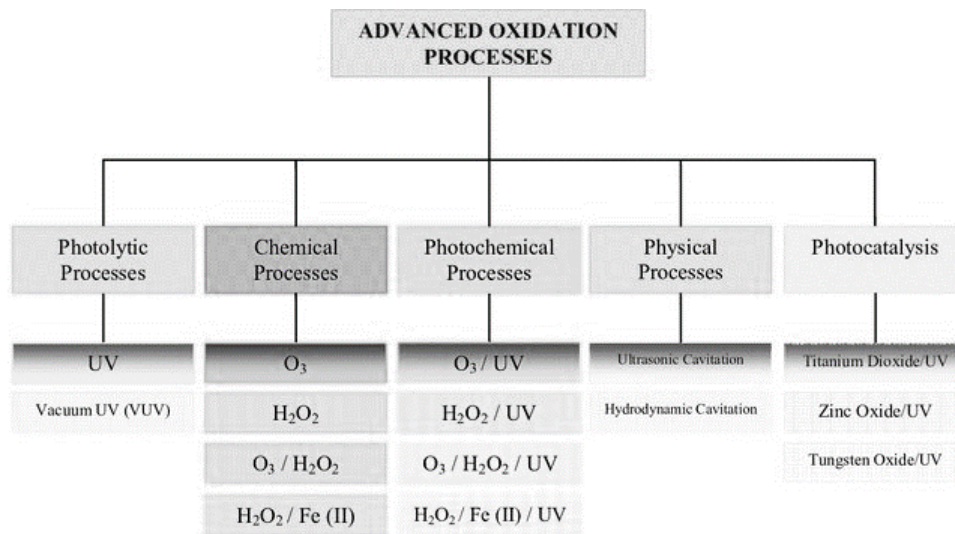 ADVANCED OXIDATION
PROCESSES
Photolytic
Processes
UV
Vacuum UV (VUV)
Chemical
Processes
O₃
H₂O₂
O₃ / H₂O₂
H₂O₂ / Fe (II)
Photochemical
Processes
O₃ / UV
H₂O₂ / UV
O₃ / H₂O₂ / UV
H₂O₂ / Fe (II) / UV
Physical
Processes
Ultrasonic Cavitation
Hydrodynamic Cavitation
Photocatalysis
Titanium Dioxide/UV
Zinc Oxide/UV
Tungsten Oxide/UV